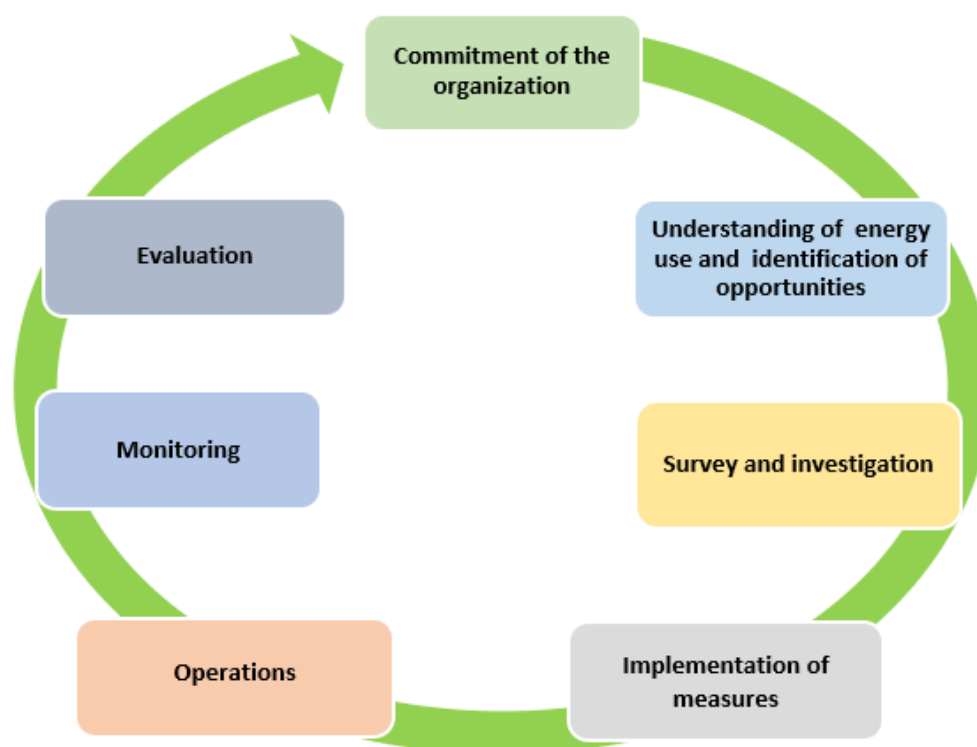 Commitment of the
organization
Understanding of energy
use and identification of
opportunities
Survey and investigation
Implementation of
measures
Operations
Monitoring
Evaluation